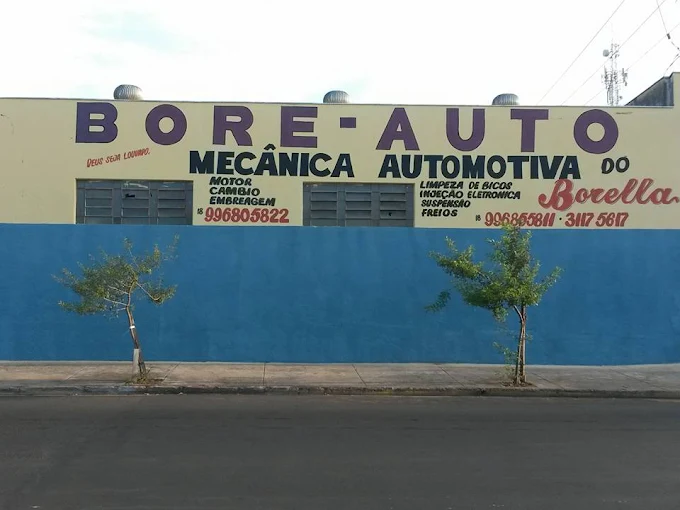 BORE-AUTO
DEUS SEJA LOUVADO.
MECÂNICA AUTOMOTIVA DO
Borella
MOTOR
CAMBIO
EMBREAGEM
18 996805822
LIMPEZA DE BICOS
INJEÇÃO ELETRONICA
SUSPENSÃO
FREIOS
18 996855811 · 3117 5617